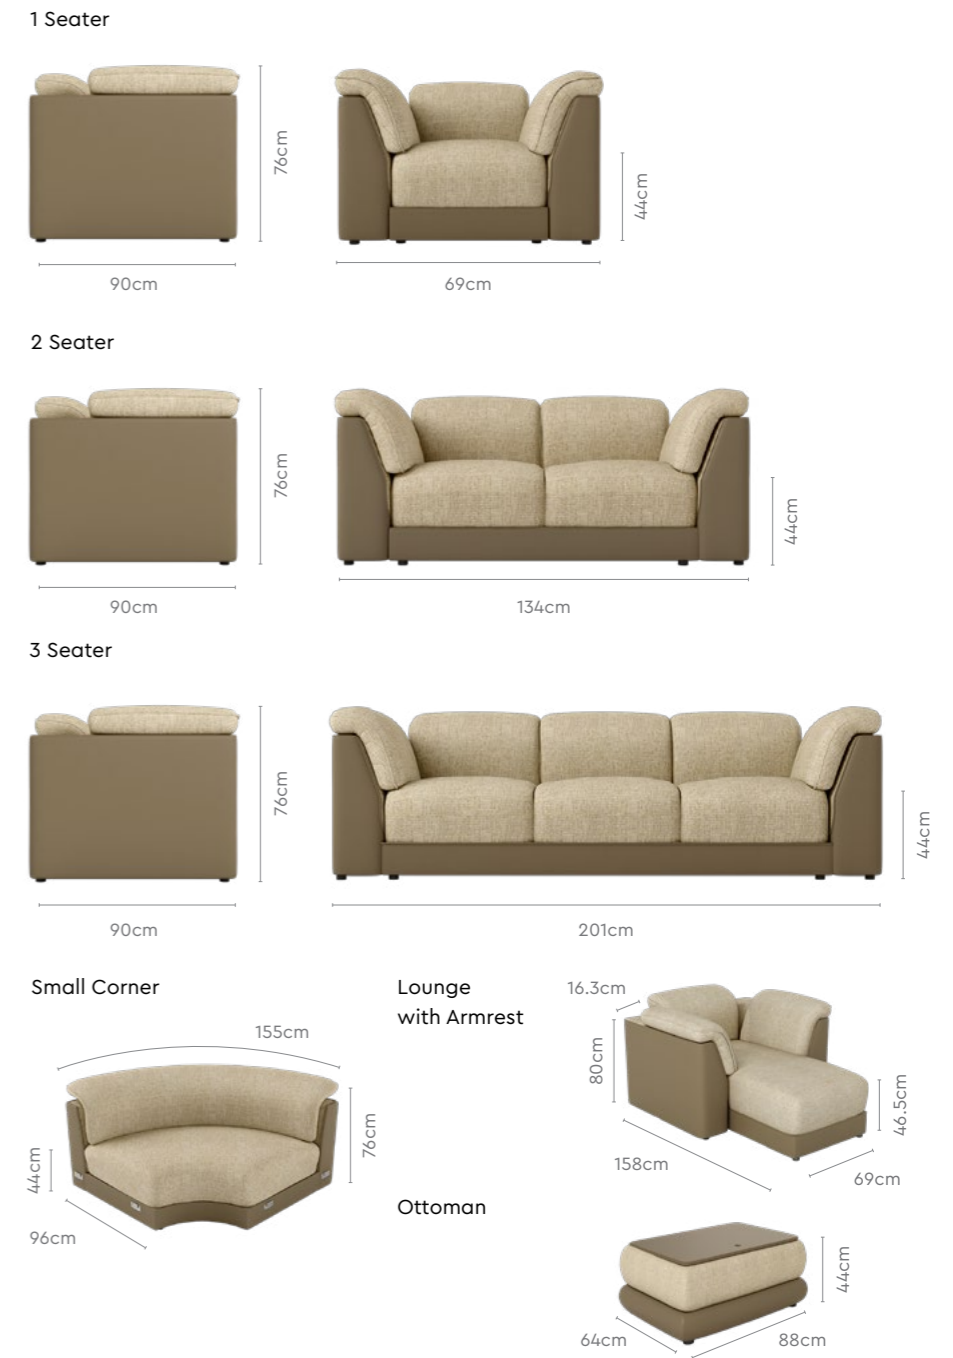 1 Seater
76cm
44cm
90cm
69cm
2 Seater
76cm
44cm
90cm
134cm
3 Seater
76cm
44cm
90cm
201cm
Small Corner
155cm
76cm
44cm
96cm
Lounge
with Armrest
16.3cm
80cm
46.5cm
158cm
69cm
Ottoman
44cm
64cm
88cm